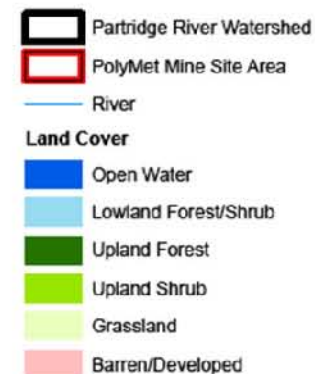 Partridge River Watershed
PolyMet Mine Site Area
River
Land Cover
Open Water
Lowland Forest/Shrub
Upland Forest
Upland Shrub
Grassland
Barren/Developed